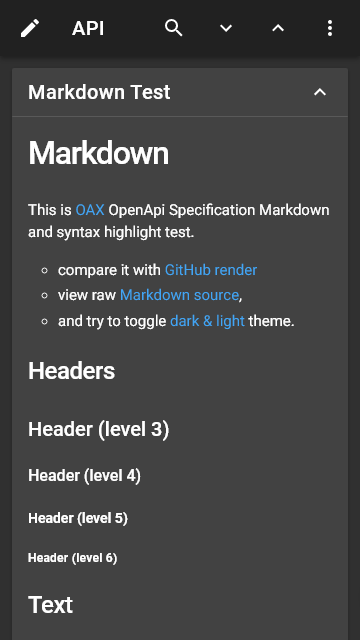 API
Markdown Test
Markdown
This is OAX OpenApi Specification Markdown
and syntax highlight test.
compare it with GitHub render
view raw Markdown source,
and try to toggle dark & light theme.
Headers
Header (level 3)
Header (level 4)
Header (level 5)
Header (level 6)
Text